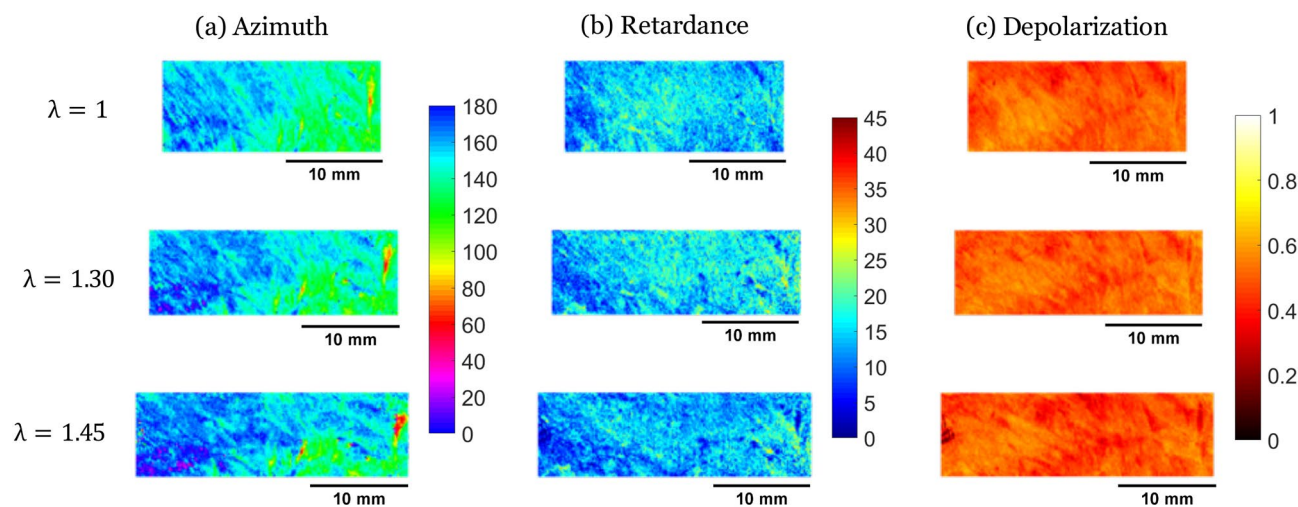 (a) Azimuth
(b) Retardance
(c) Depolarization
λ = 1
10 mm
10 mm
10 mm
λ = 1.30
10 mm
10 mm
10 mm
λ = 1.45
10 mm
10 mm
10 mm
180
160
140
120
100
80
60
40
20
0
45
40
35
30
25
20
15
10
5
0
1
0.8
0.6
0.4
0.2
0